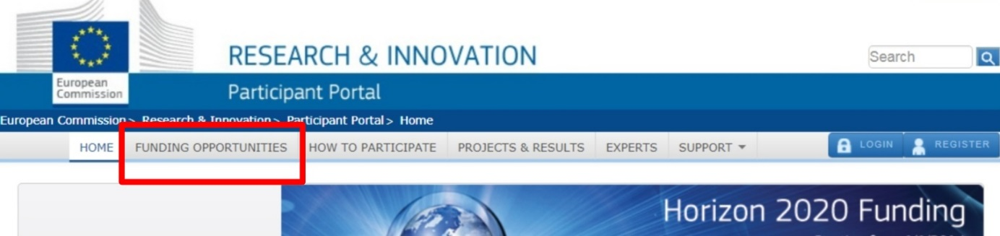 RESEARCH & INNOVATION
Search
European
Commission
Participant Portal
European Commission > Research & Innovation > Participant Portal > Home
HOME FUNDING OPPORTUNITIES HOW TO PARTICIPATE PROJECTS & RESULTS EXPERTS SUPPORT LOGIN REGISTER
Horizon 2020 Funding